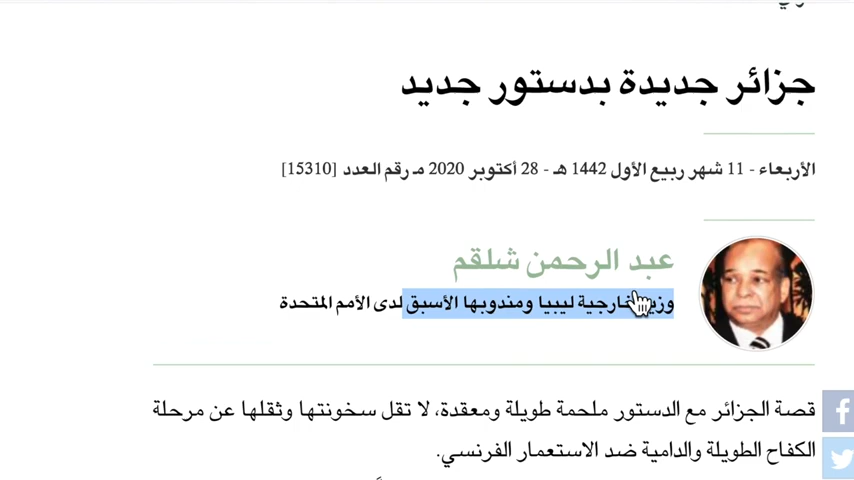 جزائر جديدة بدستور جديد
الأربعاء - 11 شهر ربيع الأول 1442 هـ - 28 أكتوبر 2020 مـ رقم العدد [15310]
عبد الرحمن شلقم
وزير خارجية ليبيا ومندوبها الأسبق لدى الأمم المتحدة
قصة الجزائر مع الدستور ملحمة طويلة ومعقدة، لا تقل سخونتها وثقلها عن مرحلة
الكفاح الطويلة والدامية ضد الاستعمار الفرنسي.